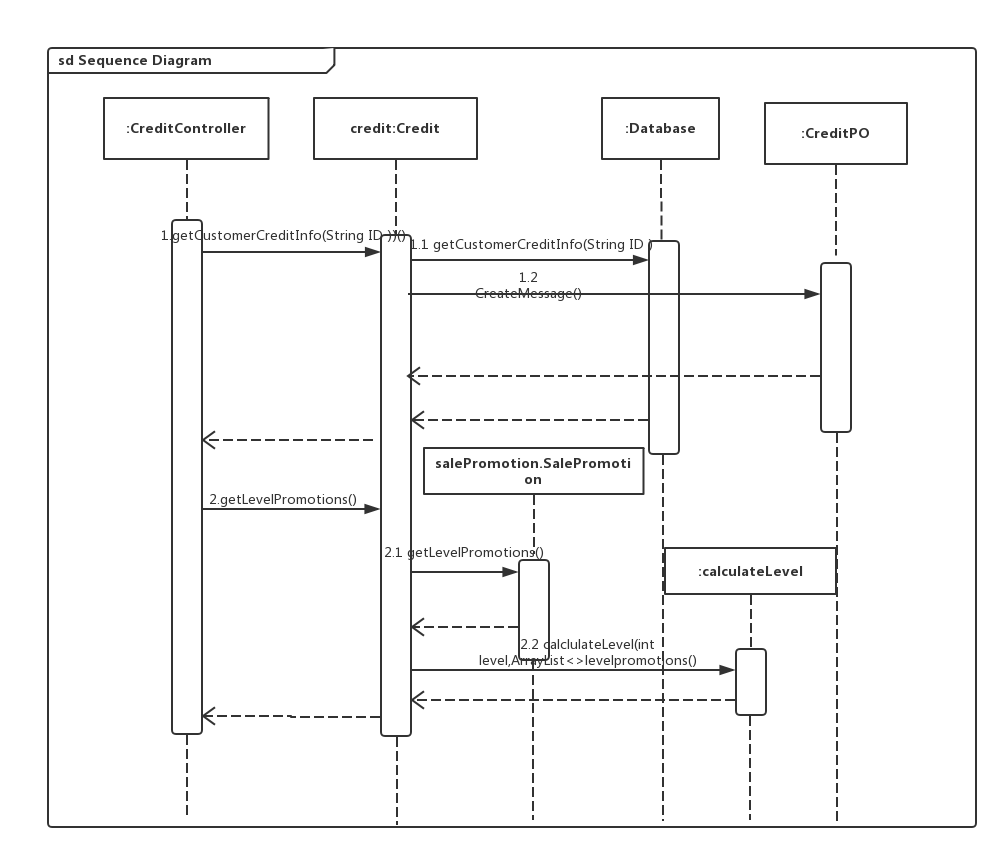 sd Sequence Diagram
:CreditController
credit:Credit
:Database
:CreditPO
1.getCustomerCreditInfo(String ID ))()
1.1 getCustomerCreditInfo(String ID )
1.2
CreateMessage()
salePromotion.SalePromoti
on
2.getLevelPromotions()
2.1 getLevelPromotions()
:calculateLevel
2.2 calclulateLevel(int
level,ArrayList<>levelpromotions()